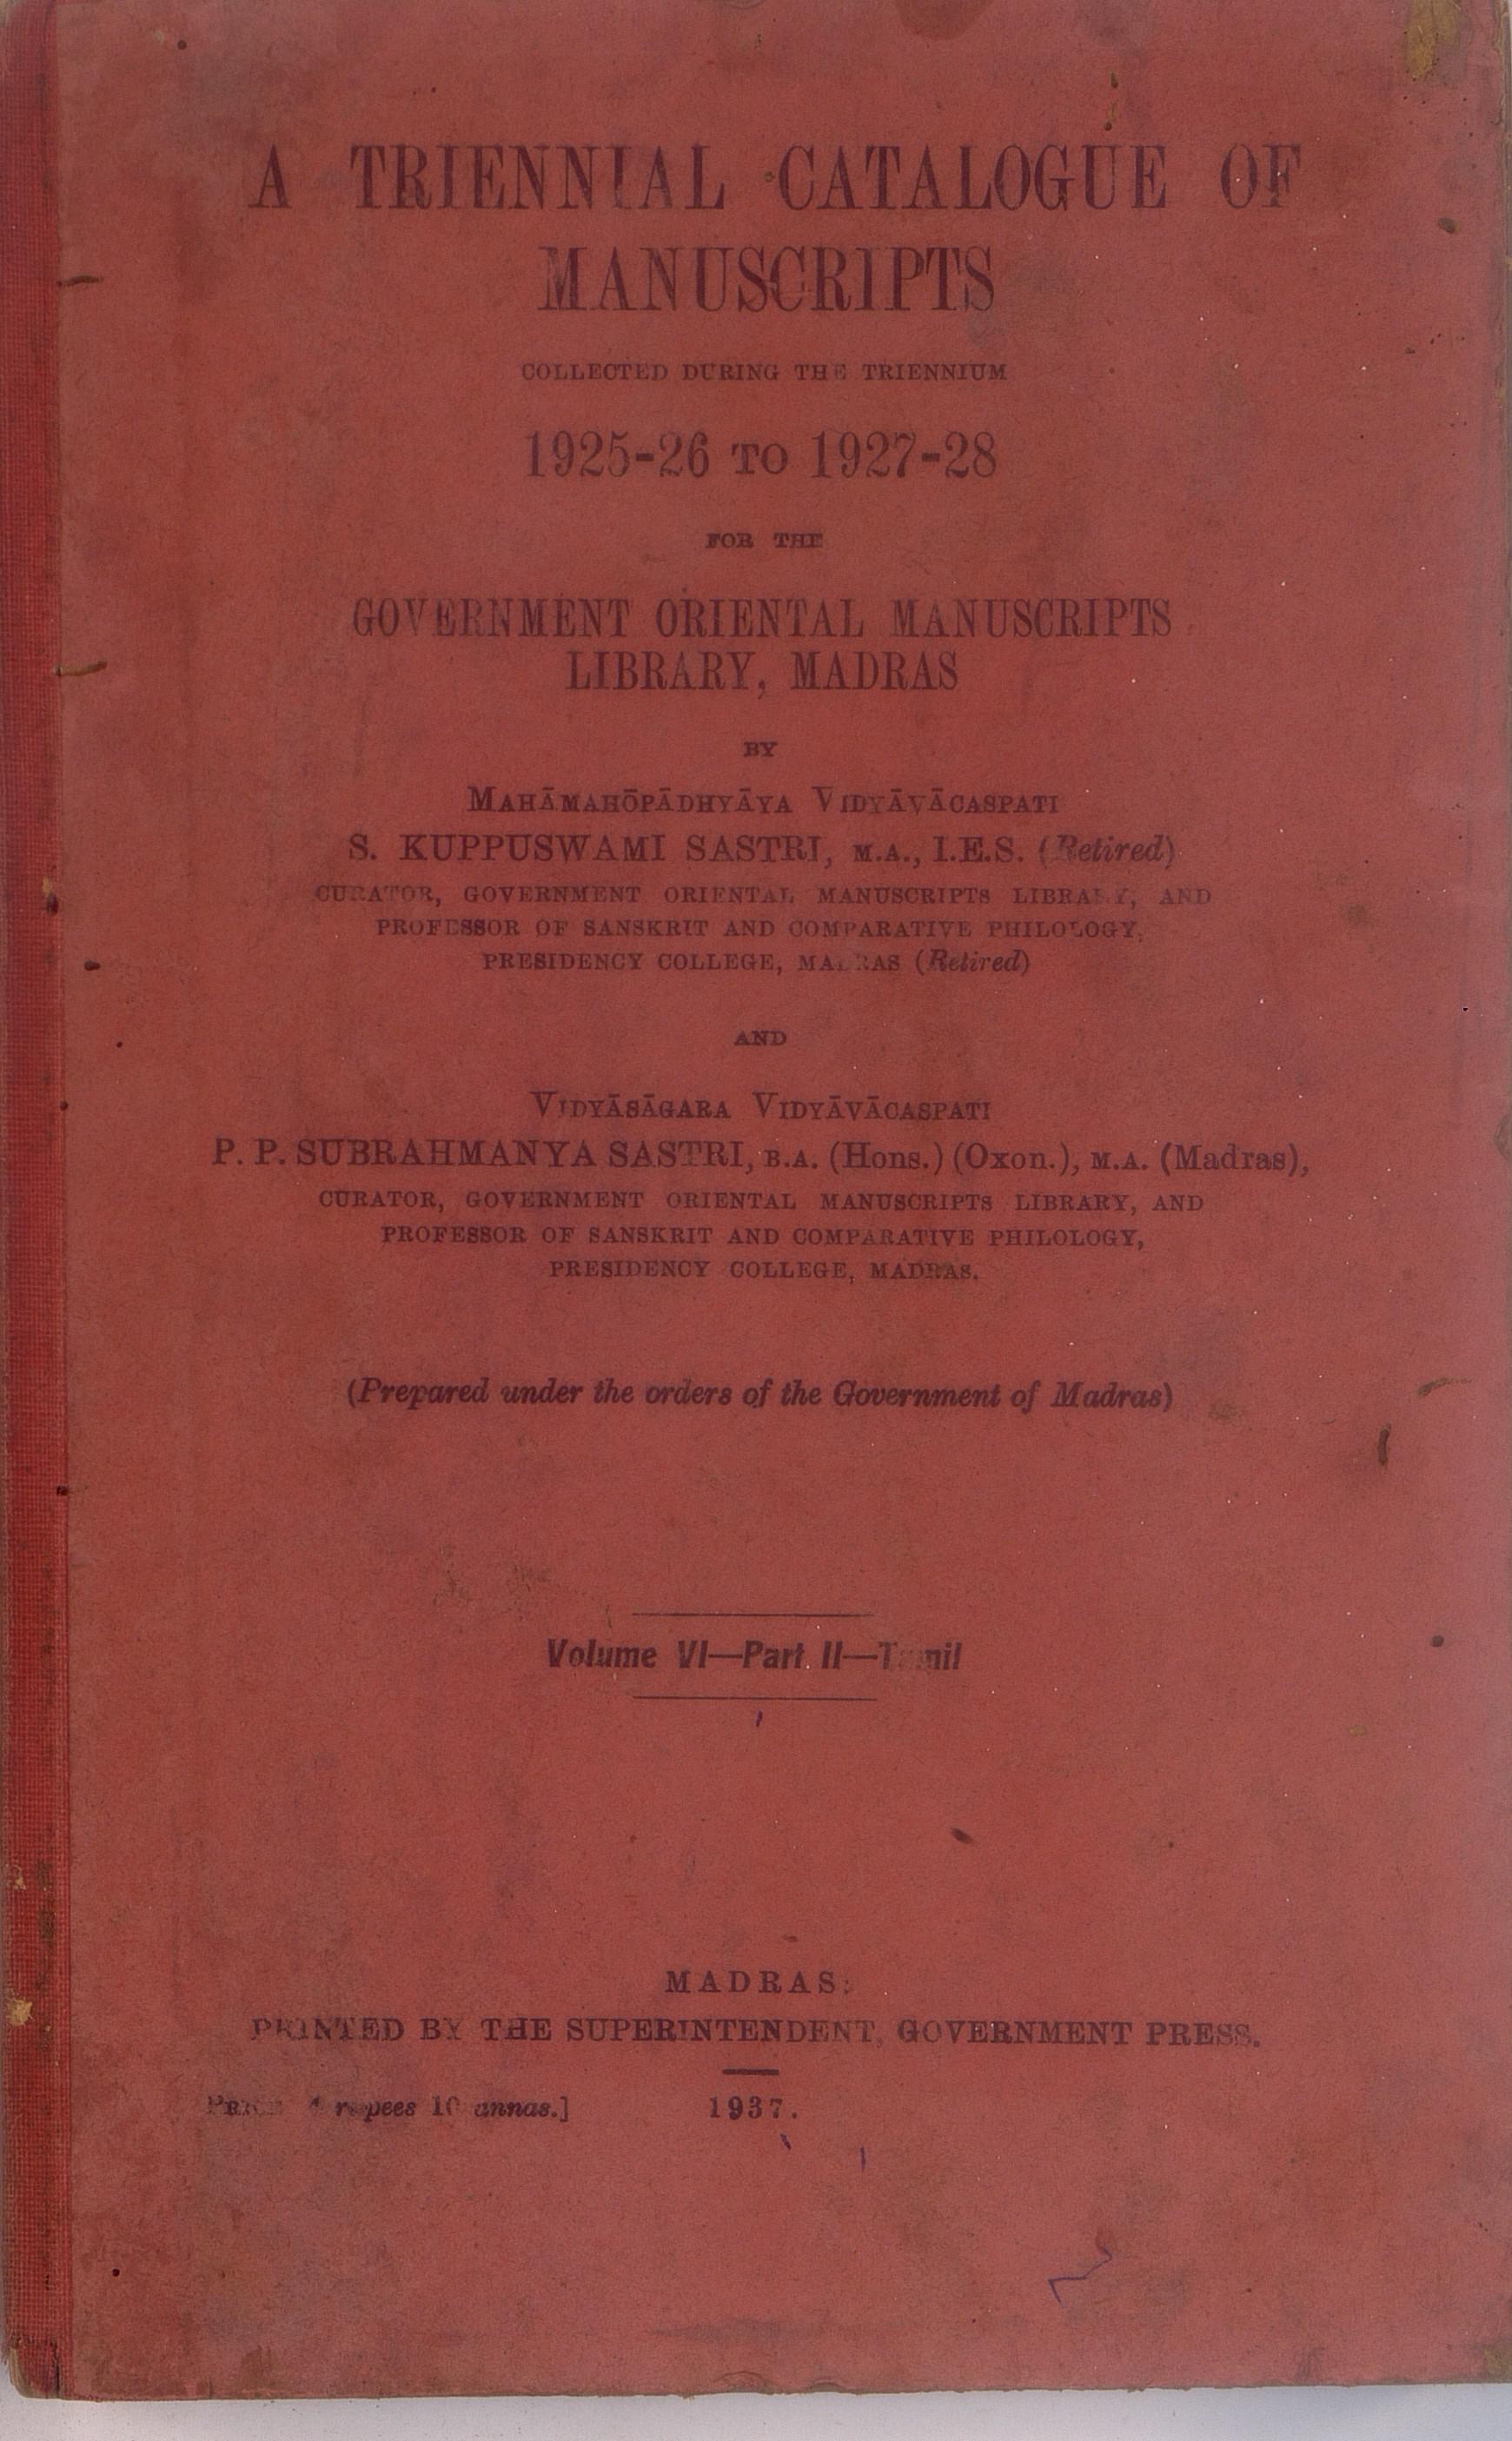 A TRIENNIAL CATALOGUE OF
MANUSCRIPTS
COLLECTED DURING THE TRIENNIUM
1925-26 TO 1927-28
FOR THE
GOVERNMENT ORIENTAL MANUSCRIPTS
LIBRARY, MADRAS
BY
MAHĀMAHŌPĀDHYĀYA VIDYĀVĀCASPATI
S. KUPPUSWAMI SASTRI, M.A., I.E.S. (Retired)
CURATOR, GOVERNMENT ORIENTAL MANUSCRIPTS LIBRARY, AND
PROFESSOR OF SANSKRIT AND COMPARATIVE PHILOLOGY,
PRESIDENCY COLLEGE, MADRAS (Retired)
AND
VIDYĀSĀGARA VIDYĀVĀCASPATI
P. P. SUBRAHMANYA SASTRI, B.A. (Hons.) (Oxon.), M.A. (Madras),
CURATOR, GOVERNMENT ORIENTAL MANUSCRIPTS LIBRARY, AND
PROFESSOR OF SANSKRIT AND COMPARATIVE PHILOLOGY,
PRESIDENCY COLLEGE, MADRAS.
(Prepared under the orders of the Government of Madras)
Volume VI—Part II—Tamil
MADRAS:
PRINTED BY THE SUPERINTENDENT, GOVERNMENT PRESS.
PRICE, rupees 10 annas.] 1937.